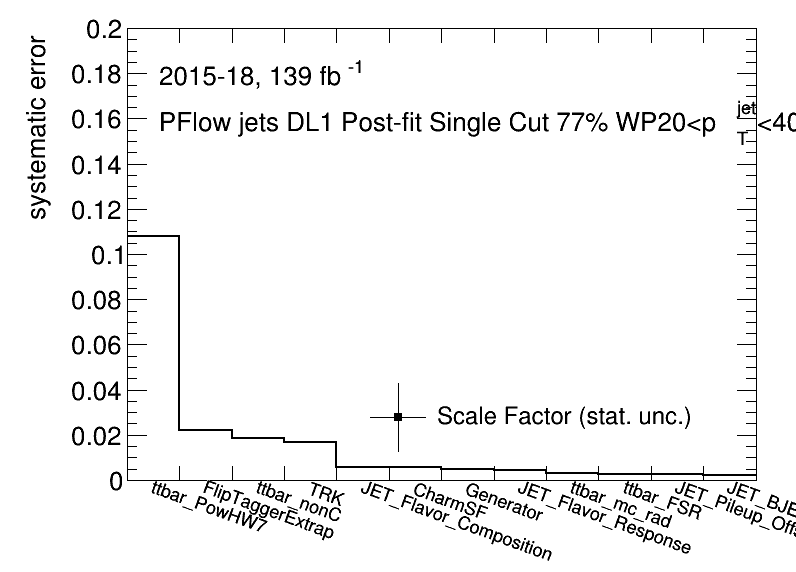 systematic error
0.2
0.18
0.16
0.14
0.12
0.1
0.08
0.06
0.04
0.02
0
2015-18, 139 fb -1
PFlow jets DL1 Post-fit Single Cut 77% WP20<p jet T <40
Scale Factor (stat. unc.)
ttbar_PowHW7
FlipTaggerExtrap
ttbar_nonC
TRK
JET_Flavor_Composition
CharmSF
Generator
JET_Flavor_Response
ttbar_mc_rad
ttbar_FSR
JET_Pileup_Offs
JET_BJE